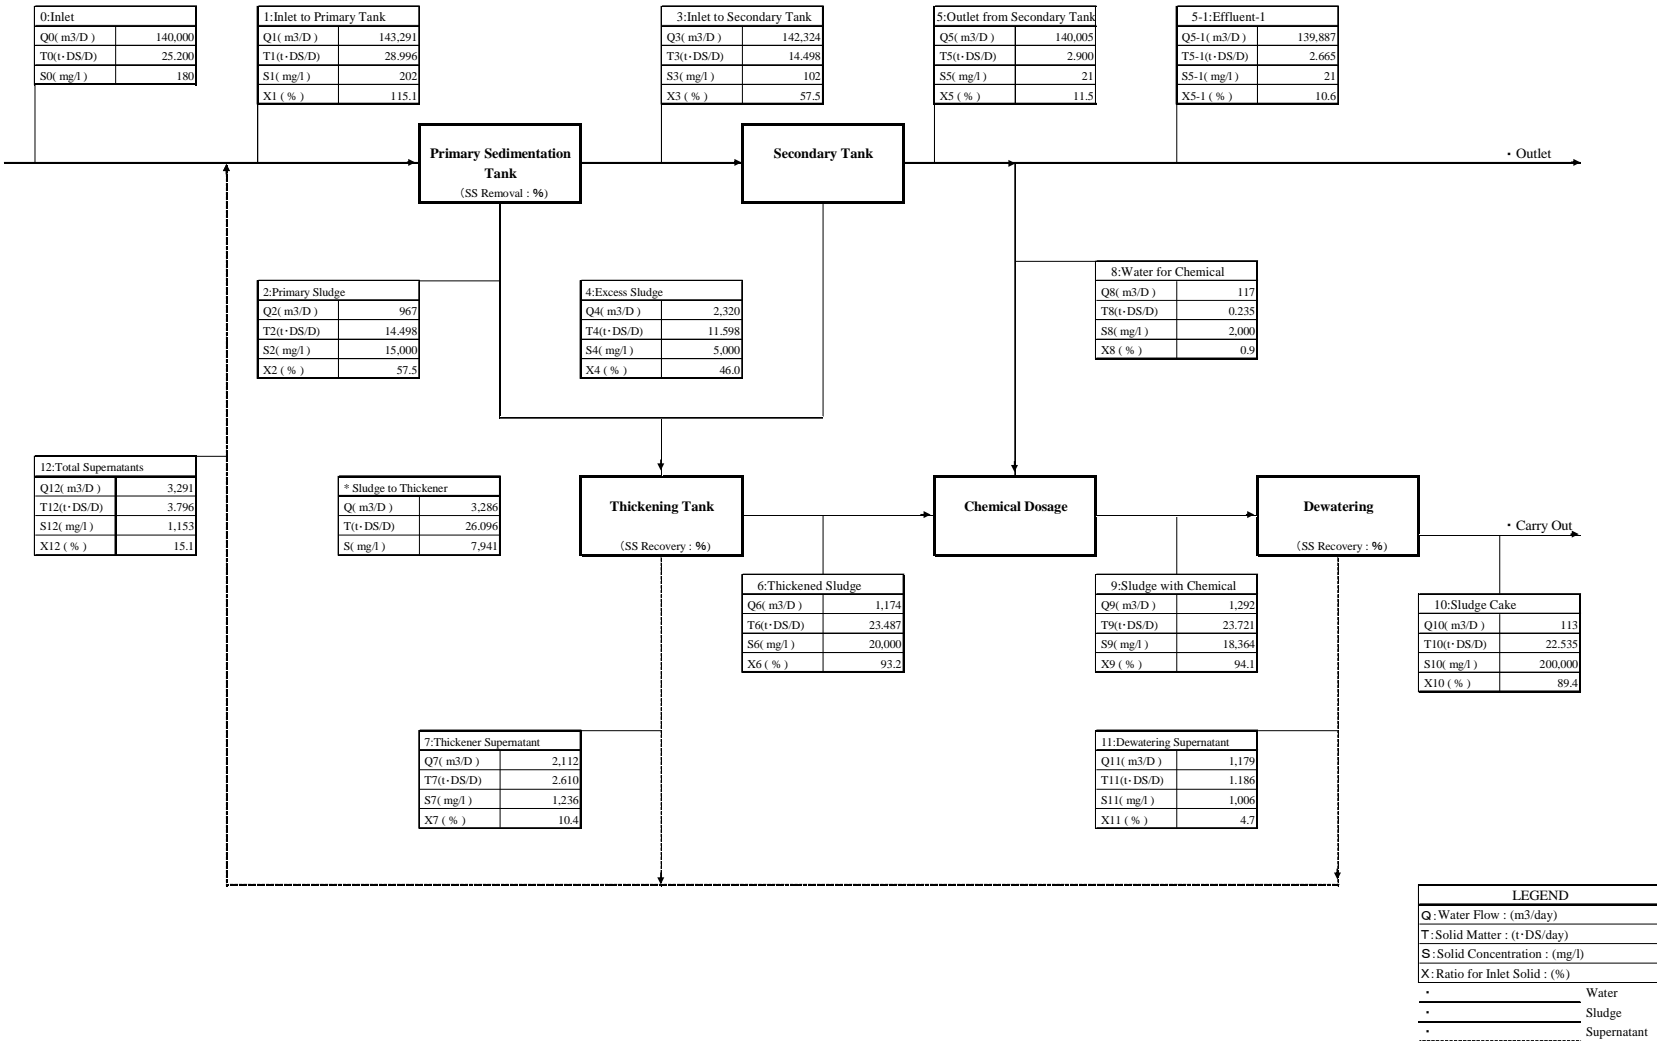 0:Inlet
Q0( m3/D ) 140,000
T0(t･DS/D) 25.200
S0( mg/l ) 180
1:Inlet to Primary Tank
Q1( m3/D ) 143,291
T1(t･DS/D) 28.996
S1( mg/l ) 202
X1 ( % ) 115.1
3:Inlet to Secondary Tank
Q3( m3/D ) 142,324
T3(t･DS/D) 14.498
S3( mg/l ) 102
X3 ( % ) 57.5
5:Outlet from Secondary Tank
Q5( m3/D ) 140,005
T5(t･DS/D) 2.900
S5( mg/l ) 21
X5 ( % ) 11.5
5-1:Effluent-1
Q5-1( m3/D ) 139,887
T5-1(t･DS/D) 2.665
S5-1( mg/l ) 21
X5-1 ( % ) 10.6
Primary Sedimentation
Tank
(SS Removal : %)
Secondary Tank
・ Outlet
2:Primary Sludge
Q2( m3/D ) 967
T2(t･DS/D) 14.498
S2( mg/l ) 15,000
X2 ( % ) 57.5
4:Excess Sludge
Q4( m3/D ) 2,320
T4(t･DS/D) 11.598
S4( mg/l ) 5,000
X4 ( % ) 46.0
8:Water for Chemical
Q8( m3/D ) 117
T8(t･DS/D) 0.235
S8( mg/l ) 2,000
X8 ( % ) 0.9
12:Total Supernatants
Q12( m3/D ) 3,291
T12(t･DS/D) 3.796
S12( mg/l ) 1,153
X12 ( % ) 15.1
* Sludge to Thickener
Q( m3/D ) 3,286
T(t･DS/D) 26.096
S( mg/l ) 7,941
Thickening Tank
(SS Recovery : %)
Chemical Dosage
Dewatering
(SS Recovery : %)
・ Carry Out
6:Thickened Sludge
Q6( m3/D ) 1,174
T6(t･DS/D) 23.487
S6( mg/l ) 20,000
X6 ( % ) 93.2
9:Sludge with Chemical
Q9( m3/D ) 1,292
T9(t･DS/D) 23.721
S9( mg/l ) 18,364
X9 ( % ) 94.1
10:Sludge Cake
Q10( m3/D ) 113
T10(t･DS/D) 22.535
S10( mg/l ) 200,000
X10 ( % ) 89.4
7:Thickener Supernatant
Q7( m3/D ) 2,112
T7(t･DS/D) 2.610
S7( mg/l ) 1,236
X7 ( % ) 10.4
11:Dewatering Supernatant
Q11( m3/D ) 1,179
T11(t･DS/D) 1.186
S11( mg/l ) 1,006
X11 ( % ) 4.7
LEGEND
Q:Water Flow : (m3/day)
T:Solid Matter : (t･DS/day)
S:Solid Concentration : (mg/l)
X:Ratio for Inlet Solid : (%)
・ Water
・ Sludge
・ Supernatant